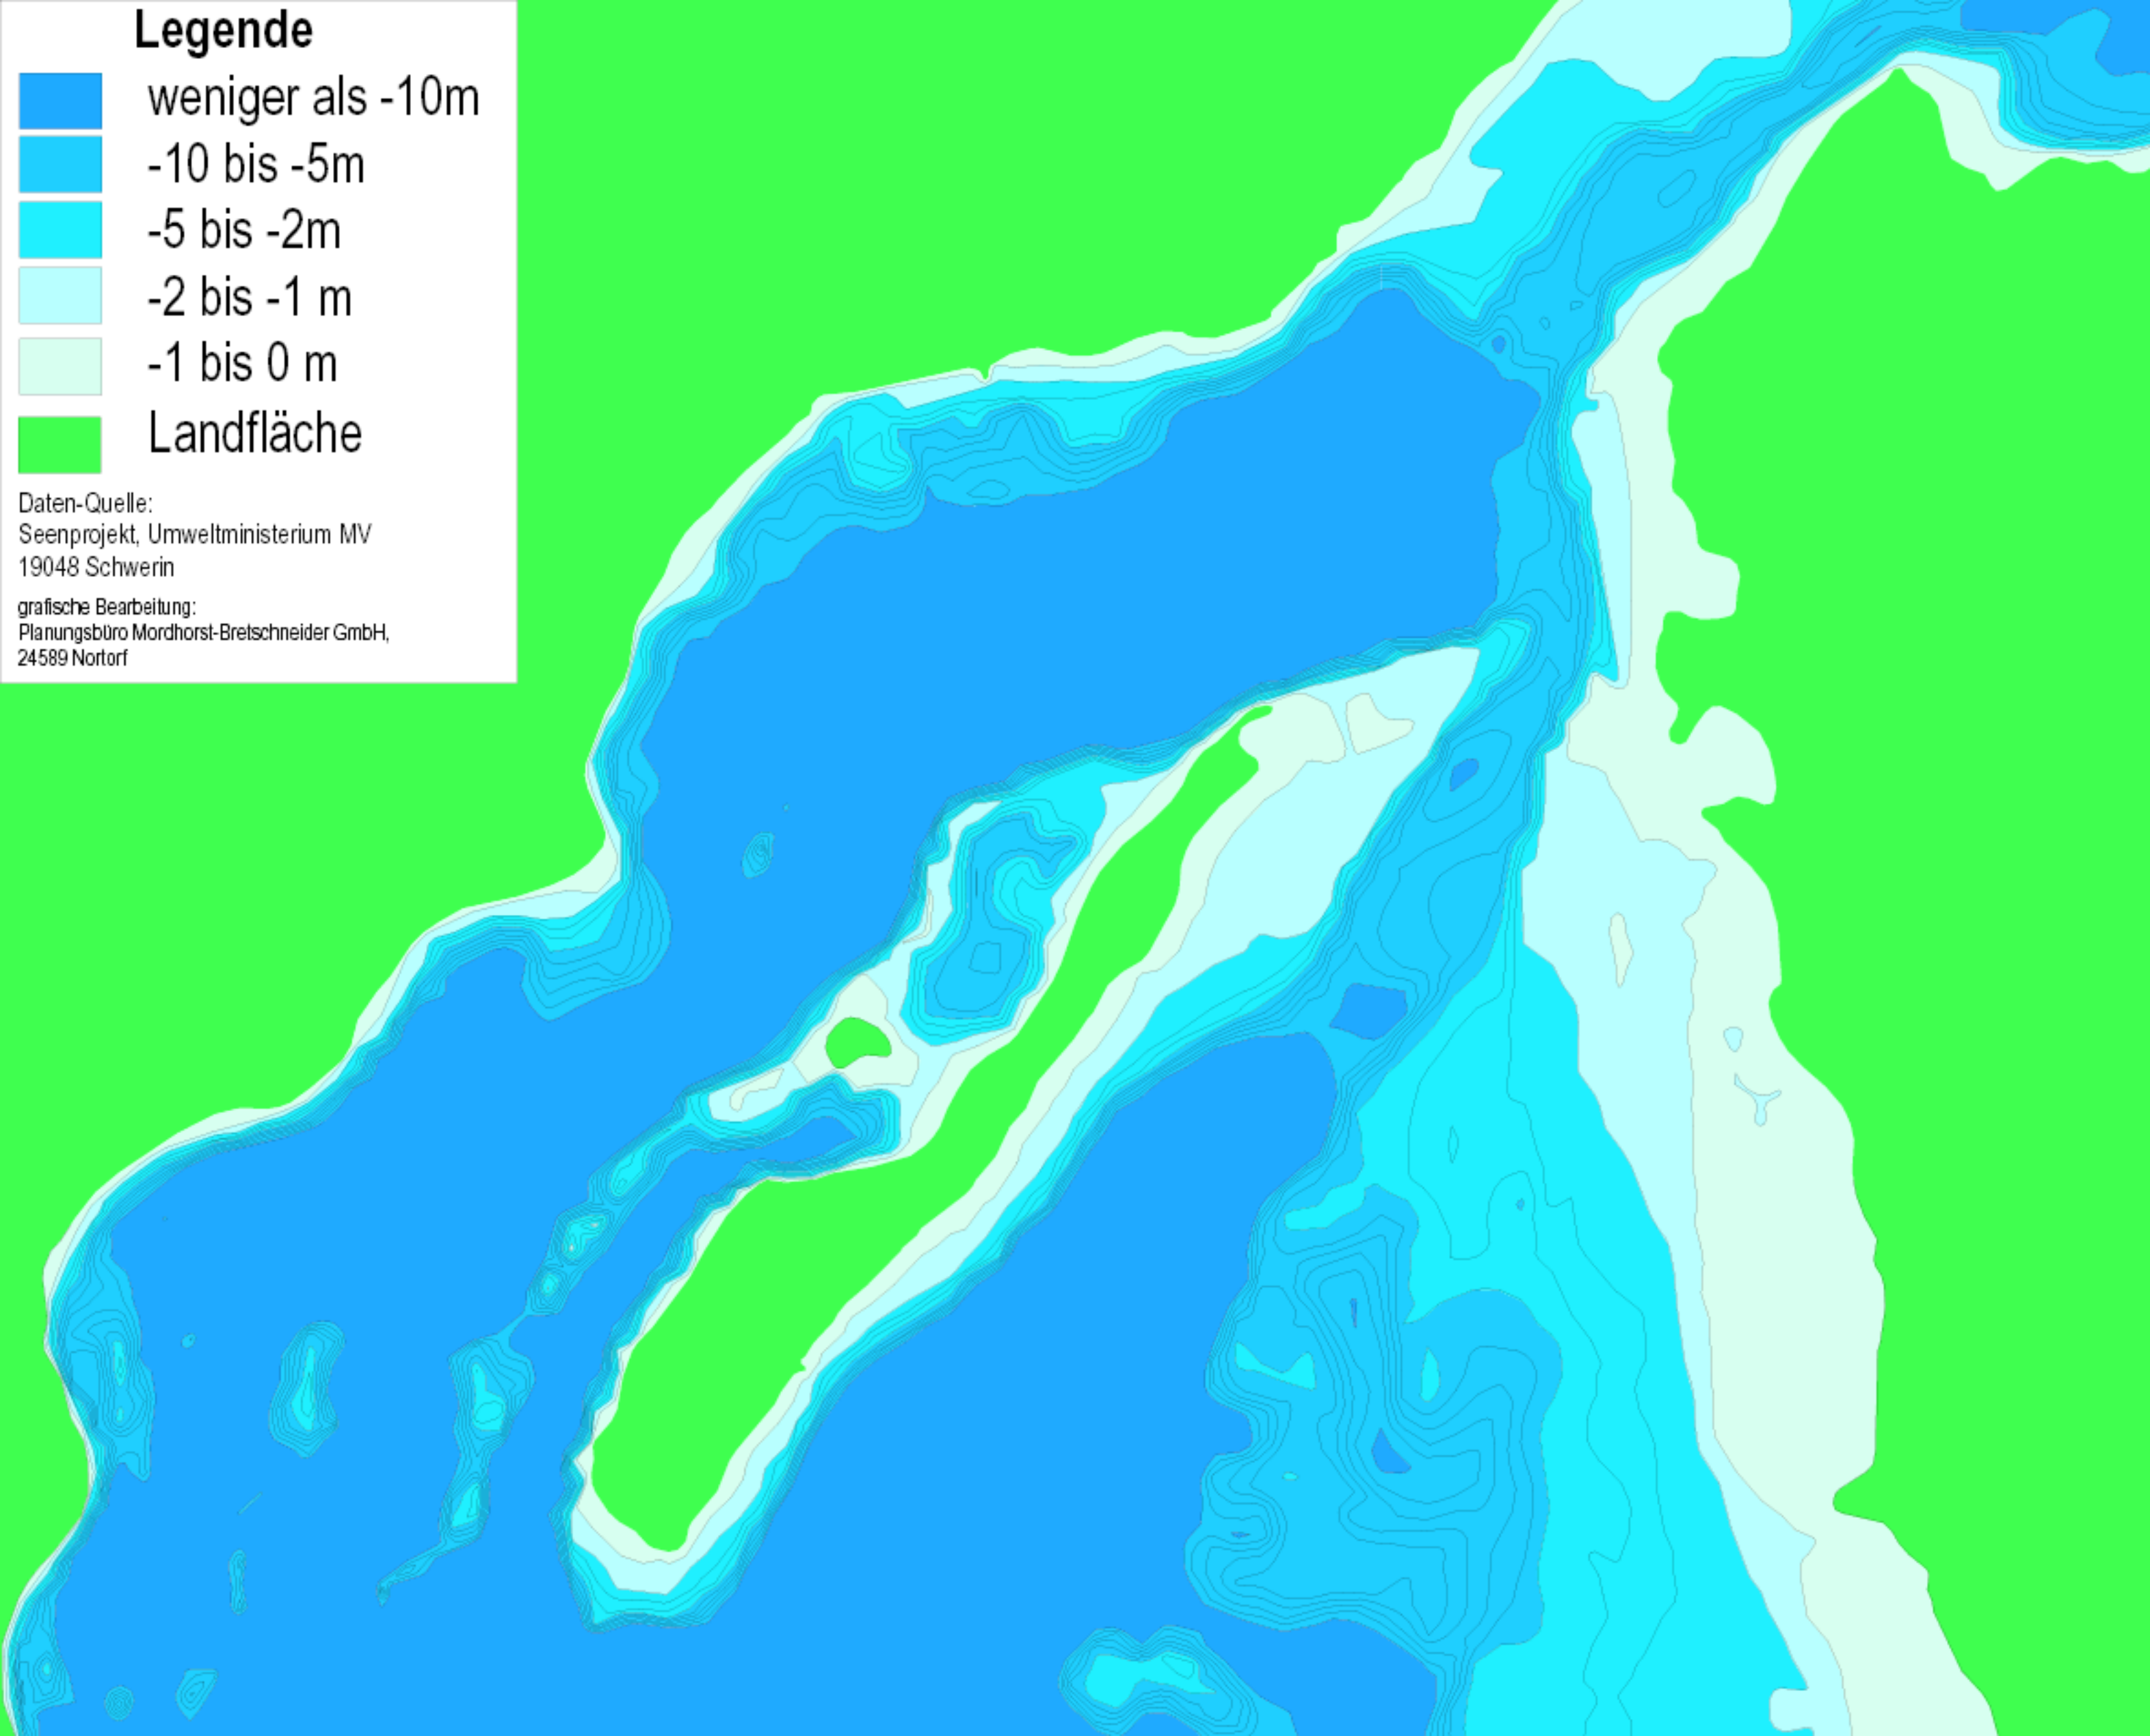 Legende
weniger als -10m
-10 bis -5m
-5 bis -2m
-2 bis -1 m
-1 bis 0 m
Landfläche
Daten-Quelle:
Seenprojekt, Umweltministerium MV
19048 Schwerin
grafische Bearbeitung:
Planungsbüro Mordhorst-Bretschneider GmbH,
24589 Nortorf